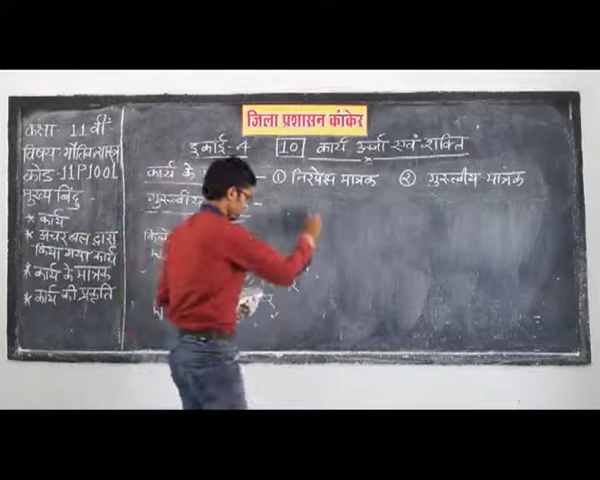 जिला प्रशासन कांकेर
कक्षा - 11 वीं
विषय भौतिकशास्त्र
कोड 11P1001
मुख्य बिंदु -
* कार्य
* अचर बल द्वारा
किया गया कार्य
* कार्य के मात्रक
* कार्य की प्रकृति
इकाई-4 10 कार्य ऊर्जा एवं शक्ति
कार्य के ① निरपेक्ष मात्रक ② गुरुत्वीय मात्रक
गुरुत्वीय